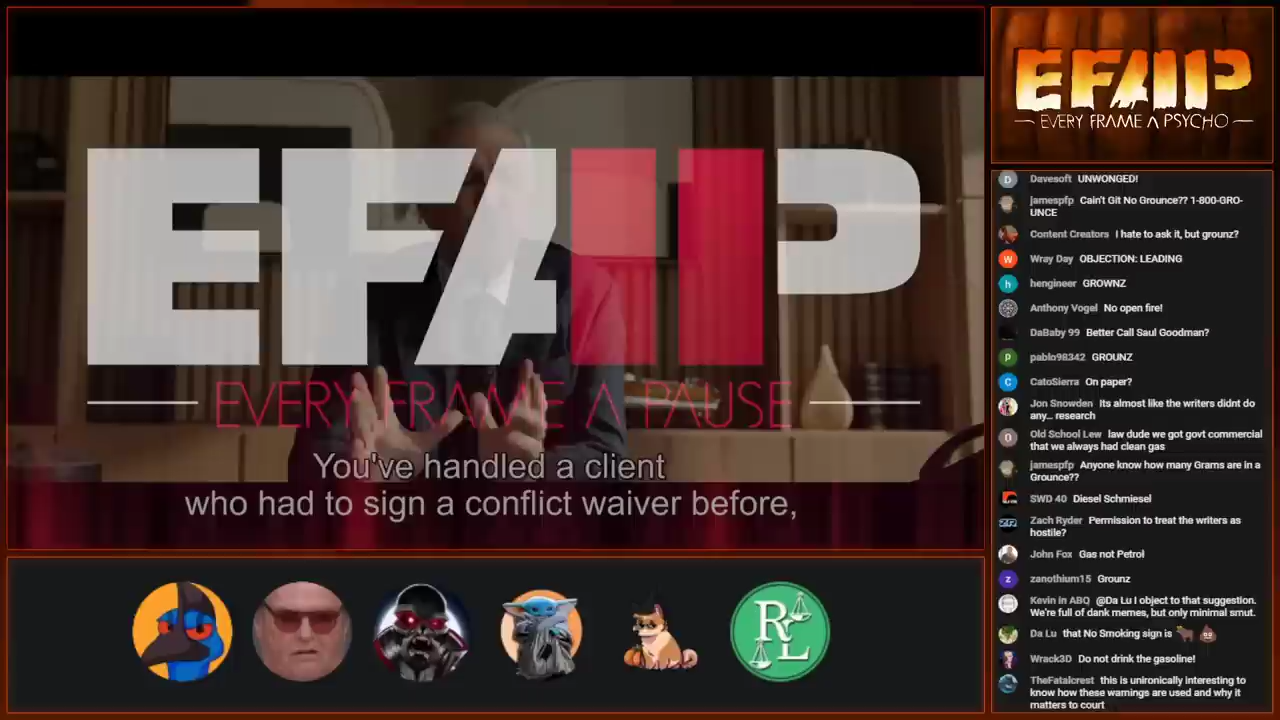 EFAIIP
EVERY FRAME A PAUSE
You've handled a client
who had to sign a conflict waiver before,
RL
EFAIIP
EVERY FRAME A PSYCHO
Davesoft UNWONGED!
jamespfp Cain't Git No Grounce?? 1-800-GRO-
UNCE
Content Creators I hate to ask it, but grounz?
W
Wray Day OBJECTION: LEADING
h
hengineer GROWNZ
Anthony Vogel No open fire!
DaBaby 99 Better Call Saul Goodman?
P
pablo98342 GROUNZ
C
CatoSierra On paper?
Jon Snowden Its almost like the writers didnt do
any... research
Old School Lew law dude we got govt commercial
that we always had clean gas
jamespfp Anyone know how many Grams are in a
Grounce??
SWD 40 Diesel Schmiesel
Zach Ryder Permission to treat the writers as
hostile?
John Fox Gas not Petrol
z
zanothium15 Grounz
Kevin in ABQ @Da Lu I object to that suggestion.
We're full of dank memes, but only minimal smut.
Da Lu that No Smoking sign is 🐂 💩
Wrack3D Do not drink the gasoline!
TheFatalcrest this is unironically interesting to
know how these warnings are used and why it
matters to court